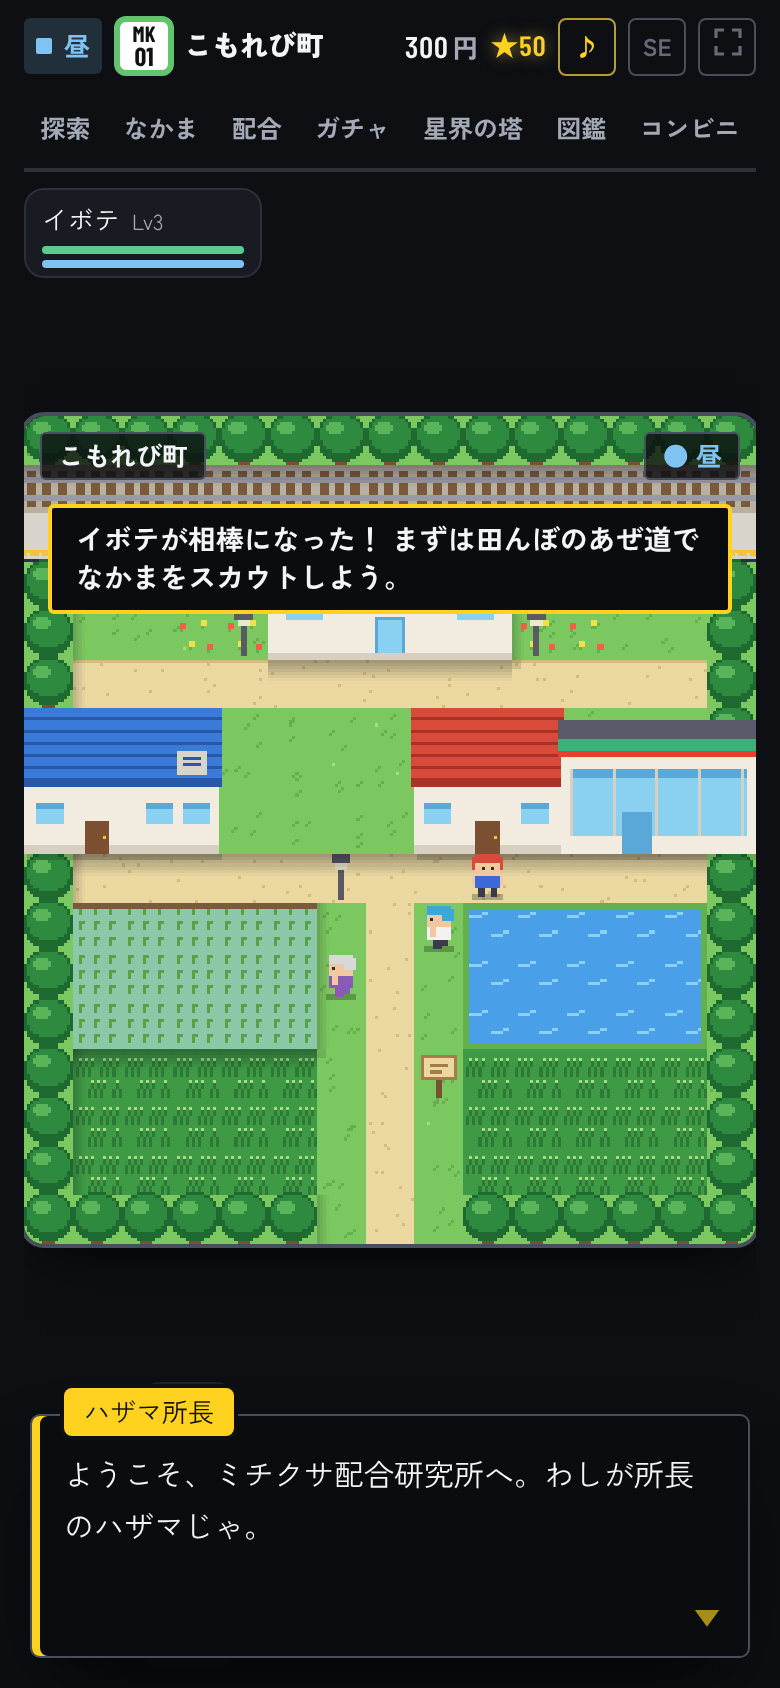 昼 MK 01 こもれび町 300円 ★50 ♪ SE
探索 なかま 配合 ガチャ 星界の塔 図鑑 コンビニ
イボテ Lv3
こもれび町 昼
イボテが相棒になった！ まずは田んぼのあぜ道で
なかまをスカウトしよう。
ハザマ所長
ようこそ、ミチクサ配合研究所へ。わしが所長
のハザマじゃ。